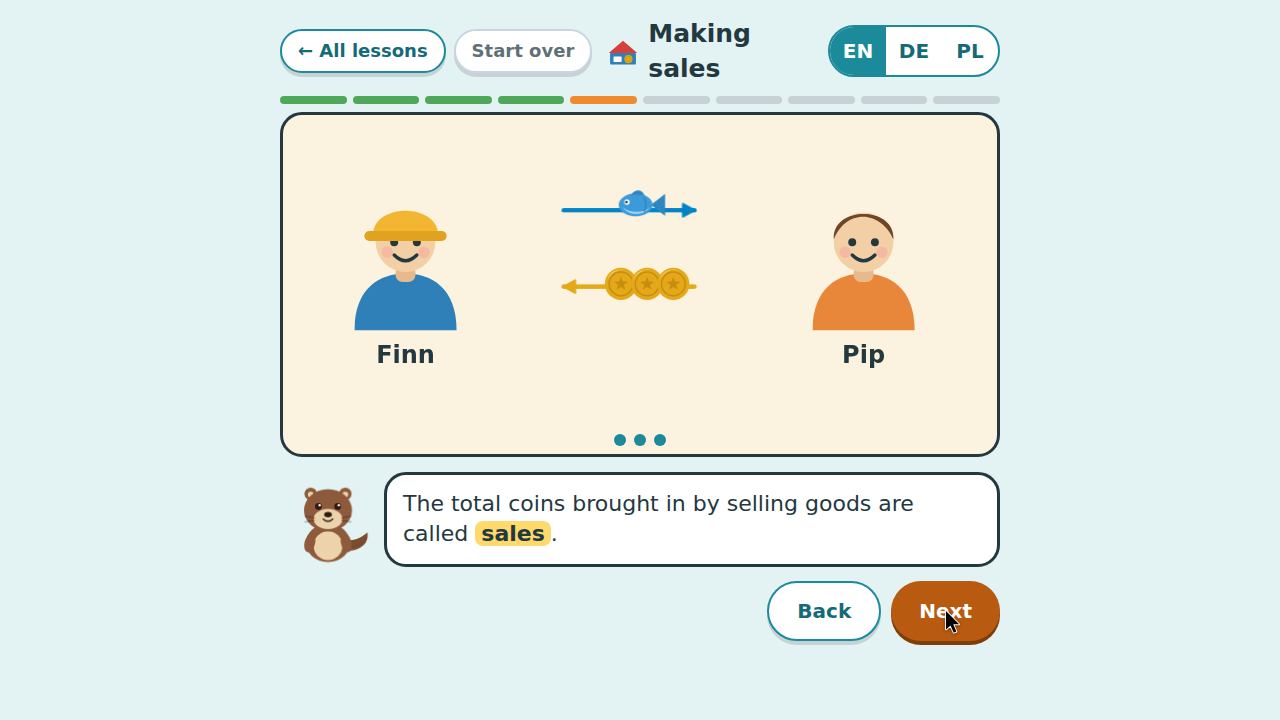 ← All lessons
Start over
Making
sales
EN DE PL
Finn
Pip
The total coins brought in by selling goods are
called sales.
Back
Next